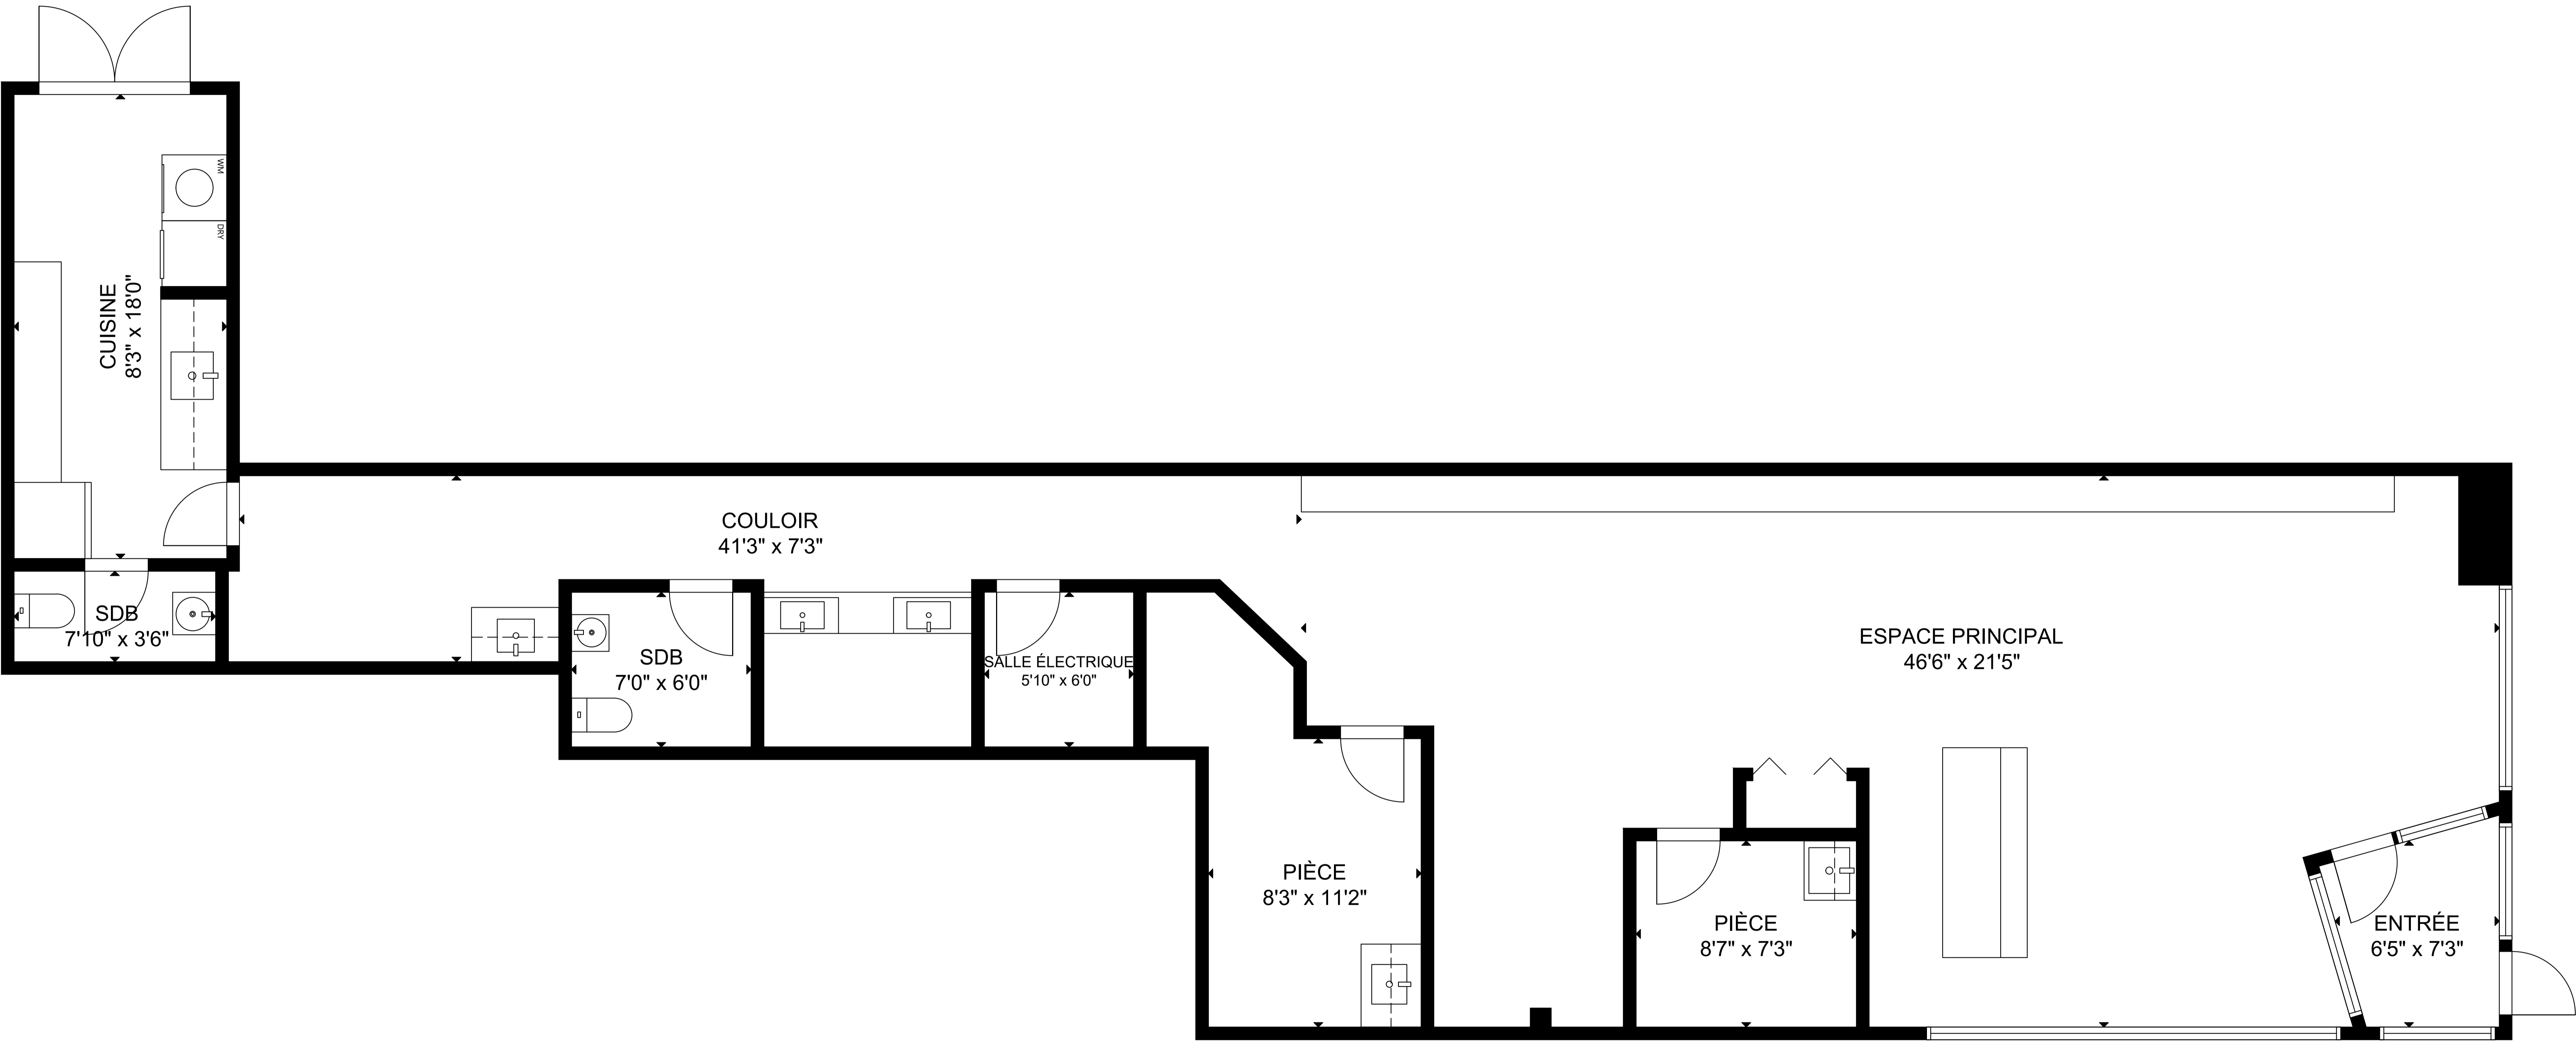 WM
DRY
CUISINE
8'3" x 18'0"
COULOIR
41'3" x 7'3"
SDB
7'10" x 3'6"
SDB
7'0" x 6'0"
SALLE ÉLECTRIQUE
5'10" x 6'0"
ESPACE PRINCIPAL
46'6" x 21'5"
PIÈCE
8'3" x 11'2"
PIÈCE
8'7" x 7'3"
ENTRÉE
6'5" x 7'3"